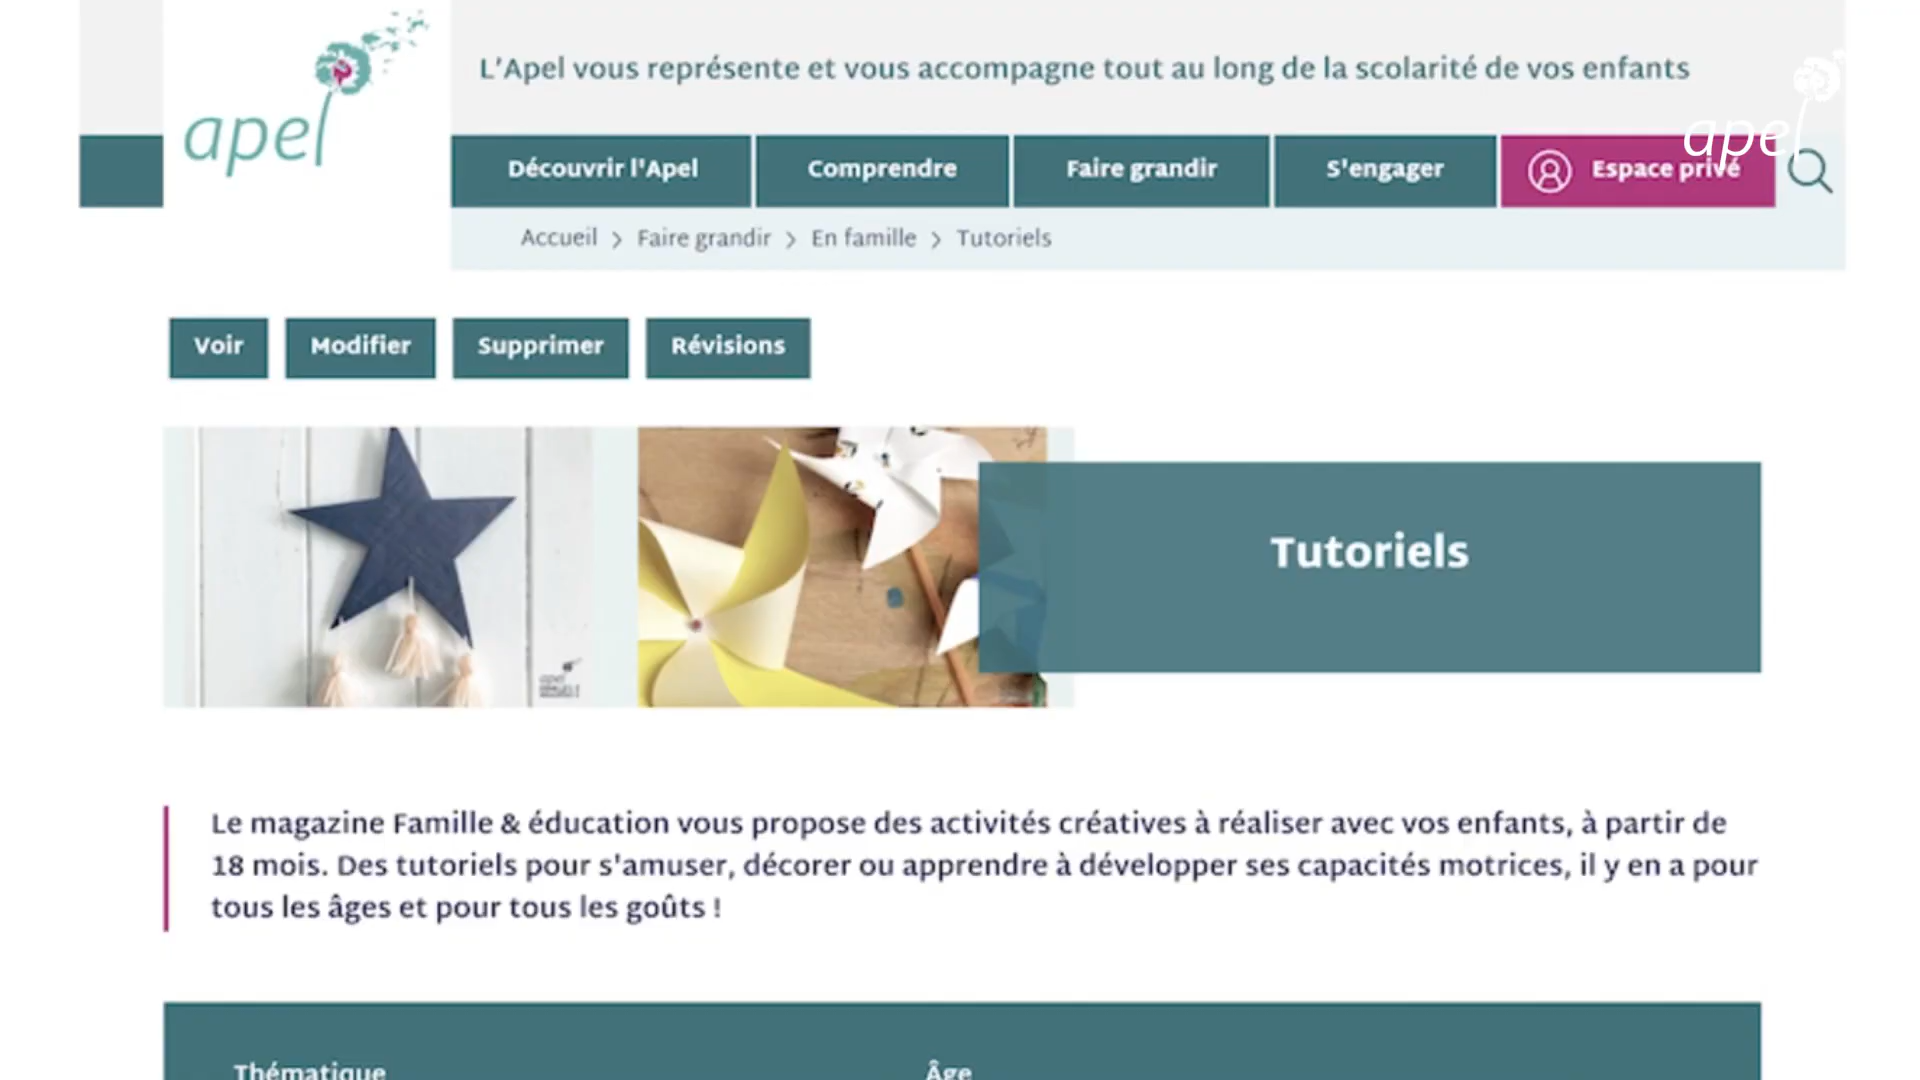 apel
L'Apel vous représente et vous accompagne tout au long de la scolarité de vos enfants
apel
Découvrir l'Apel
Comprendre
Faire grandir
S'engager
Espace privé
Accueil > Faire grandir > En famille > Tutoriels
Voir
Modifier
Supprimer
Révisions
Tutoriels
apel
Le magazine Famille & éducation vous propose des activités créatives à réaliser avec vos enfants, à partir de
18 mois. Des tutoriels pour s'amuser, décorer ou apprendre à développer ses capacités motrices, il y en a pour
tous les âges et pour tous les goûts !
Thématique
Âge